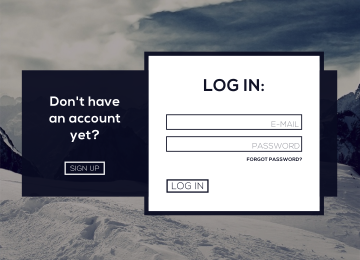 Don't have
an account
yet?
SIGN UP
LOG IN:
E-MAIL
PASSWORD
FORGOT PASSWORD?
LOG IN